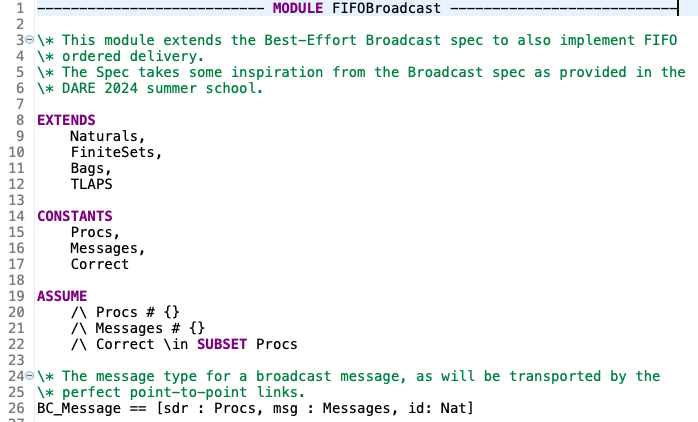 1 ---------------------------- MODULE FIFOBroadcast ----------------------------
2
3 \* This module extends the Best-Effort Broadcast spec to also implement FIFO
4 \* ordered delivery.
5 \* The Spec takes some inspiration from the Broadcast spec as provided in the
6 \* DARE 2024 summer school.
7
8 EXTENDS
9     Naturals,
10     FiniteSets,
11     Bags,
12     TLAPS
13
14 CONSTANTS
15     Procs,
16     Messages,
17     Correct
18
19 ASSUME
20     /\ Procs # {}
21     /\ Messages # {}
22     /\ Correct \in SUBSET Procs
23
24 \* The message type for a broadcast message, as will be transported by the
25 \* perfect point-to-point links.
26 BC_Message == [sdr : Procs, msg : Messages, id: Nat]